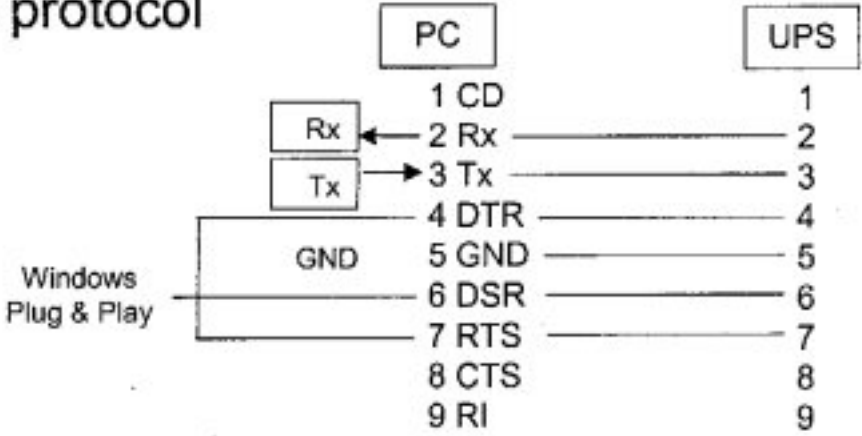 protocol
PC UPS
1 CD 1
Rx 2 Rx 2
Tx 3 Tx 3
4 DTR 4
GND 5 GND 5
Windows
Plug & Play
6 DSR 6
7 RTS 7
8 CTS 8
9 RI 9